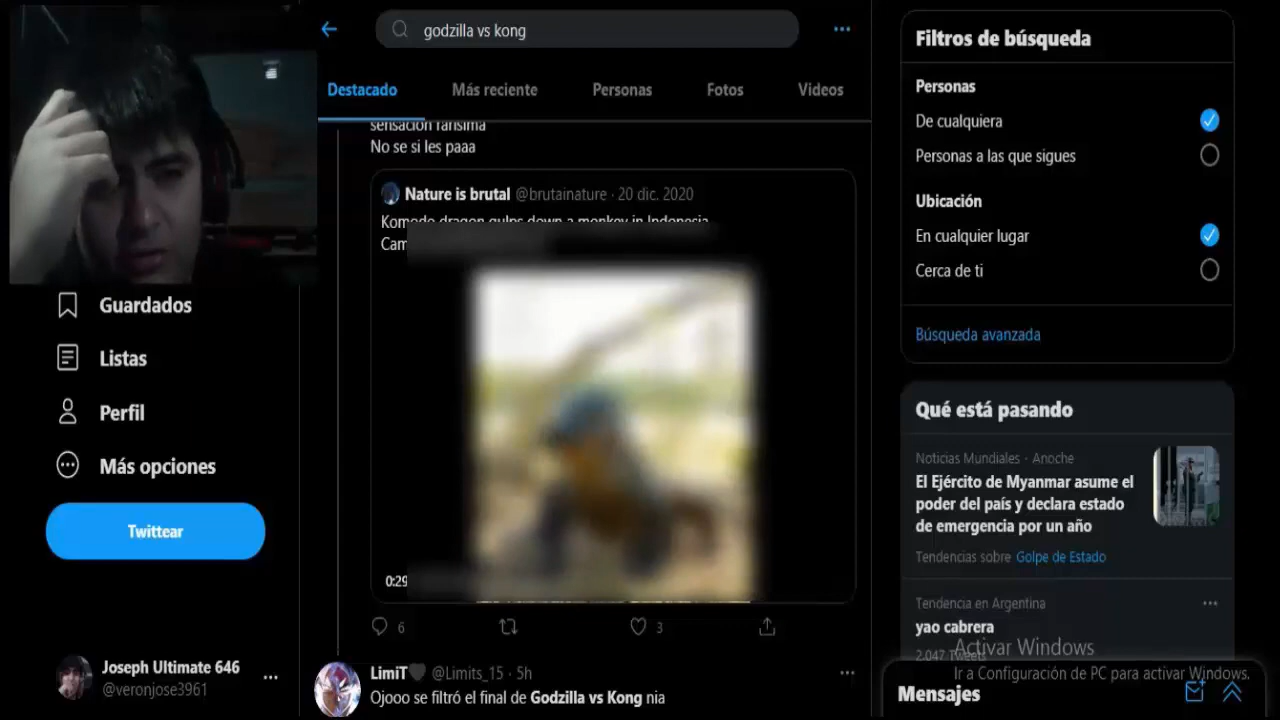 godzilla vs kong
Destacado
Más reciente
Personas
Fotos
Videos
sensación rarísima
No se si les paaa
Nature is brutal @brutainature · 20 dic. 2020
Komodo dragon gulps down a monkey in Indonesia
Cam
0:29
6
3
LimiT @Limits_15 · 5h
Ojooo se filtró el final de Godzilla vs Kong nia
Guardados
Listas
Perfil
Más opciones
Twittear
Joseph Ultimate 646
@veronjose3961
Filtros de búsqueda
Personas
De cualquiera
Personas a las que sigues
Ubicación
En cualquier lugar
Cerca de ti
Búsqueda avanzada
Qué está pasando
Noticias Mundiales · Anoche
El Ejército de Myanmar asume el
poder del país y declara estado
de emergencia por un año
Tendencias sobre Golpe de Estado
Tendencia en Argentina
yao cabrera
2.047 Tweets
Activar Windows
Ir a Configuración de PC para activar Windows.
Mensajes